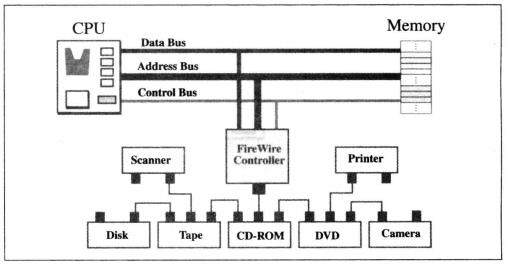 CPU Memory
Data Bus
Address Bus
Control Bus
FireWire
Controller
Scanner Printer
Disk Tape CD-ROM DVD Camera